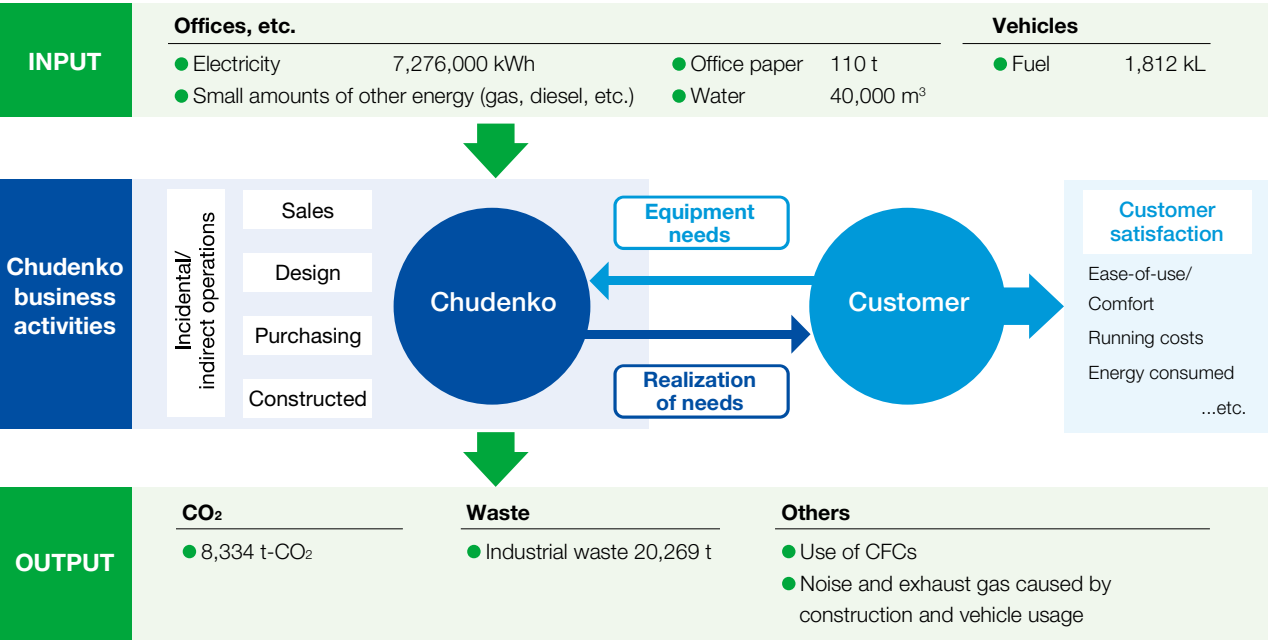 INPUT
Offices, etc.
Vehicles
● Electricity 7,276,000 kWh
● Office paper 110 t
● Fuel 1,812 kL
● Small amounts of other energy (gas, diesel, etc.)
● Water 40,000 m³
Chudenko
business
activities
Incidental/
indirect operations
Sales
Design
Purchasing
Constructed
Chudenko
Equipment
needs
Realization
of needs
Customer
Customer
satisfaction
Ease-of-use/
Comfort
Running costs
Energy consumed
...etc.
OUTPUT
CO₂
● 8,334 t-CO₂
Waste
● Industrial waste 20,269 t
Others
● Use of CFCs
● Noise and exhaust gas caused by
construction and vehicle usage